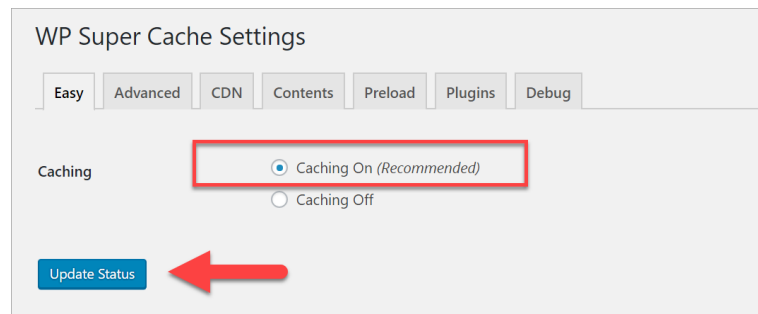 WP Super Cache Settings
Easy Advanced CDN Contents Preload Plugins Debug
Caching
Caching On (Recommended)
Caching Off
Update Status